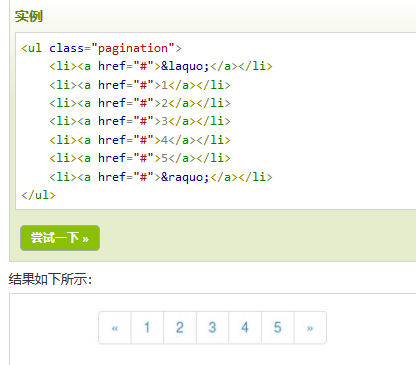 实例
<ul class="pagination">
    <li><a href="#">&laquo;</a></li>
    <li><a href="#">1</a></li>
    <li><a href="#">2</a></li>
    <li><a href="#">3</a></li>
    <li><a href="#">4</a></li>
    <li><a href="#">5</a></li>
    <li><a href="#">&raquo;</a></li>
</ul>
尝试一下 »
结果如下所示：
« 1 2 3 4 5 »